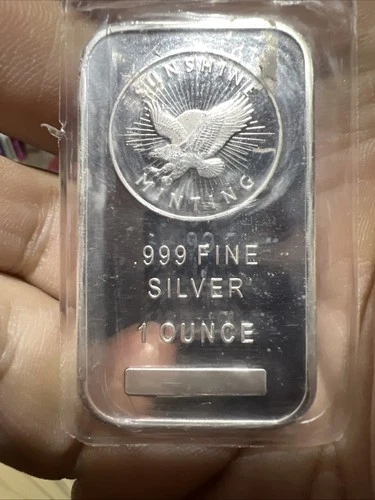 SUNSHINE
MINTING
.999 FINE
SILVER
1 OUNCE